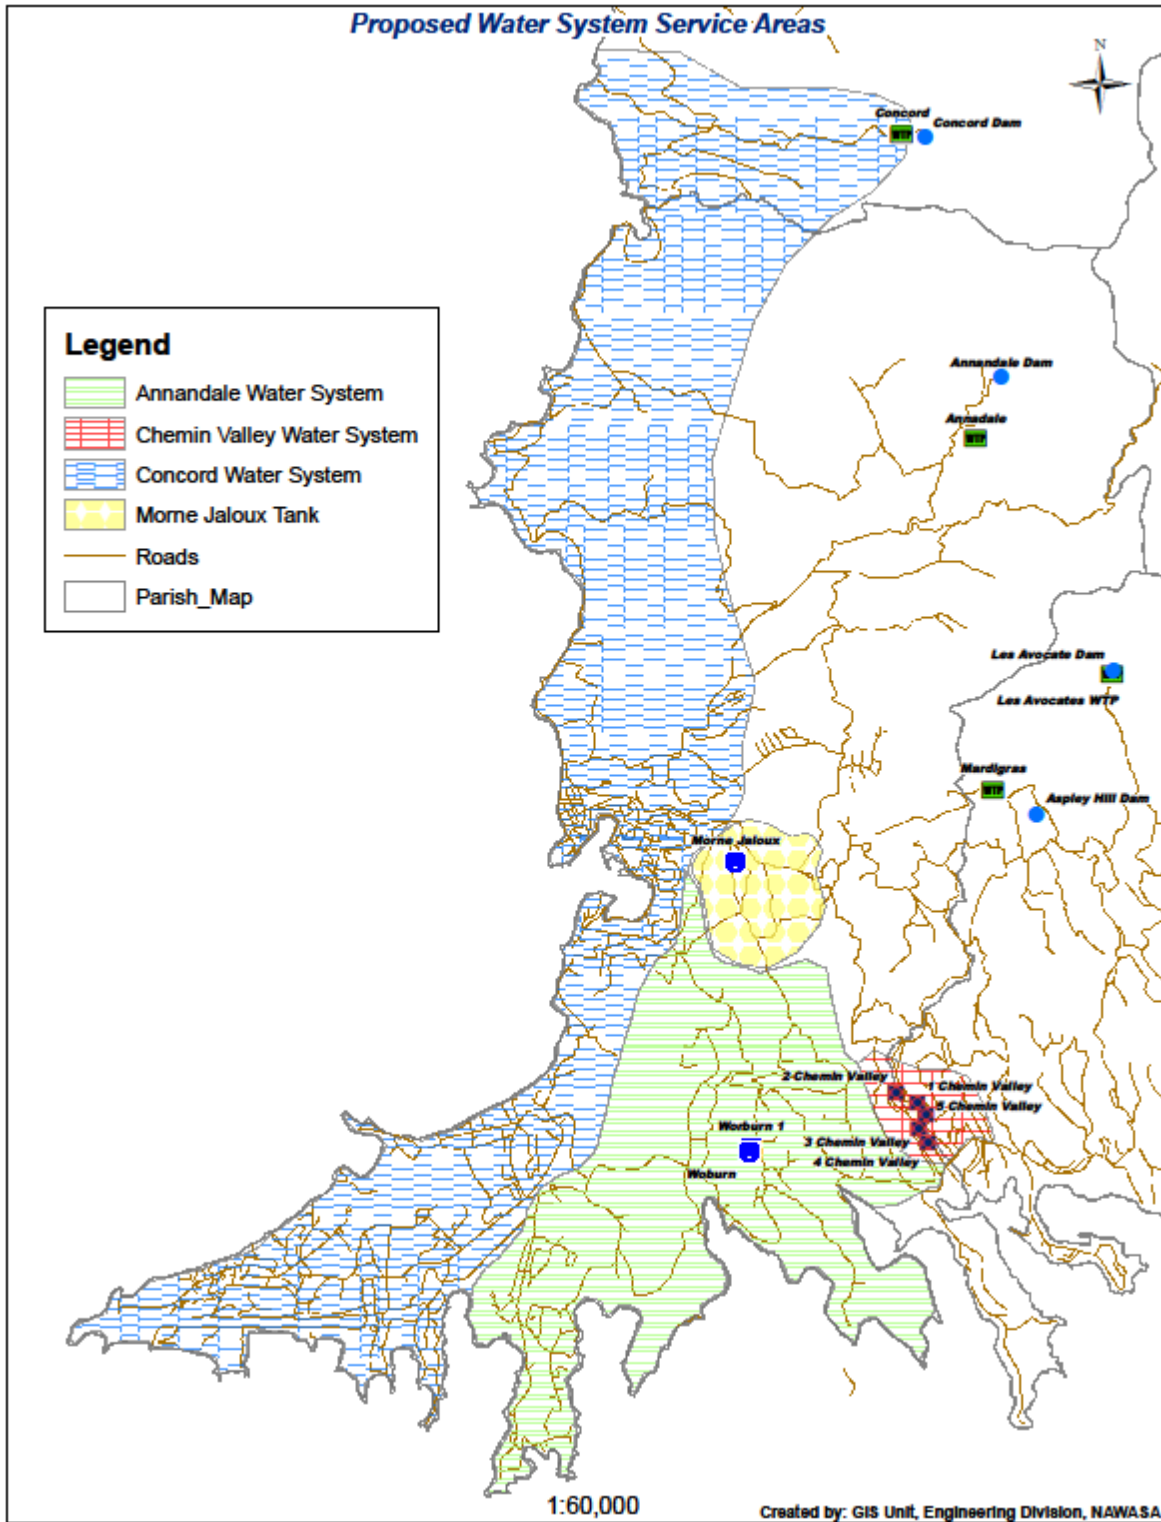 Proposed Water System Service Areas
N
Concord
Concord Dam
WTP
Legend
Annandale Water System
Chemin Valley Water System
Concord Water System
Morne Jaloux Tank
Roads
Parish_Map
Annandale Dam
Annadale
WTP
Les Avocate Dam
Les Avocates WTP
Mardigras
WTP
Aspley Hill Dam
Morne Jaloux
2 Chemin Valley
1 Chemin Valley
5 Chemin Valley
Worburn 1
3 Chemin Valley
4 Chemin Valley
Woburn
1:60,000
Created by: GIS Unit, Engineering Division, NAWASA